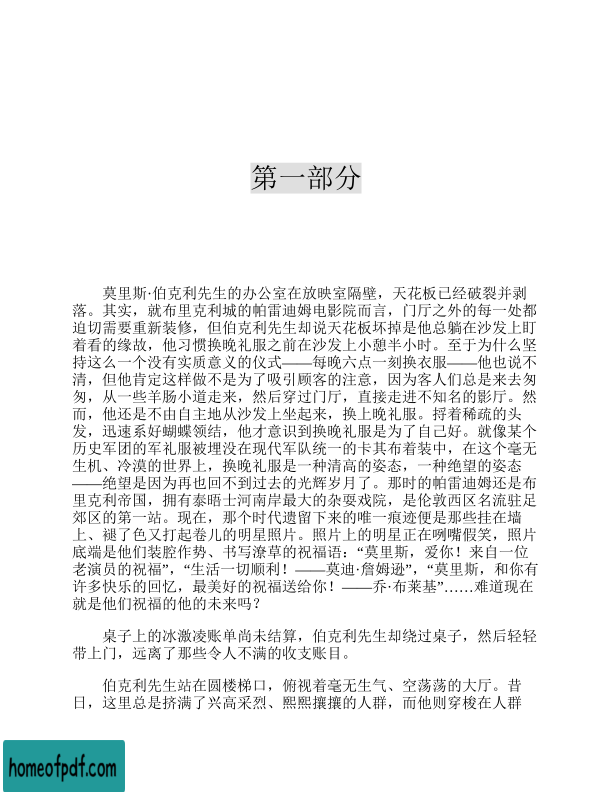 第一部分
莫里斯·伯克利先生的办公室在放映室隔壁，天花板已经破裂并剥
落。其实，就布里克利城的帕雷迪姆电影院而言，门厅之外的每一处都
迫切需要重新装修，但伯克利先生却说天花板坏掉是他总躺在沙发上盯
着看的缘故，他习惯换晚礼服之前在沙发上小憩半小时。至于为什么坚
持这么一个没有实质意义的仪式——每晚六点一刻换衣服——他也说不
清，但他肯定这样做不是为了吸引顾客的注意，因为客人们总是来去匆
匆，从一些羊肠小道走来，然后穿过门厅，直接走进不知名的影厅。然
而，他还是不由自主地从沙发上坐起来，换上晚礼服。捋着稀疏的头
发，迅速系好蝴蝶领结，他才意识到换晚礼服是为了自己好。就像某个
历史军团的军礼服被埋没在现代军队统一的卡其布着装中，在这个毫无
生机、冷漠的世界上，换晚礼服是一种清高的姿态，一种绝望的姿态
——绝望是因为再也回不到过去的光辉岁月了。那时的帕雷迪姆还是布
里克利帝国，拥有泰晤士河南岸最大的杂耍戏院，是伦敦西区名流驻足
郊区的第一站。现在，那个时代遗留下来的唯一痕迹便是那些挂在墙
上、褪了色又打起卷儿的明星照片。照片上的明星正在咧嘴假笑，照片
底端是他们装腔作势、书写潦草的祝福语：“莫里斯，爱你！来自一位
老演员的祝福”，“生活一切顺利！——莫迪·詹姆逊”，“莫里斯，和你有
许多快乐的回忆，最美好的祝福送给你！——乔·布莱基”……难道现在
就是他们祝福的他的未来吗？
桌子上的冰激凌账单尚未结算，伯克利先生却绕过桌子，然后轻轻
带上门，远离了那些令人不满的收支账目。
伯克利先生站在圆楼梯口，俯视着毫无生气、空荡荡的大厅。昔
日，这里总是挤满了兴高采烈、熙熙攘攘的人群，而他则穿梭在人群
homeofpdf.com